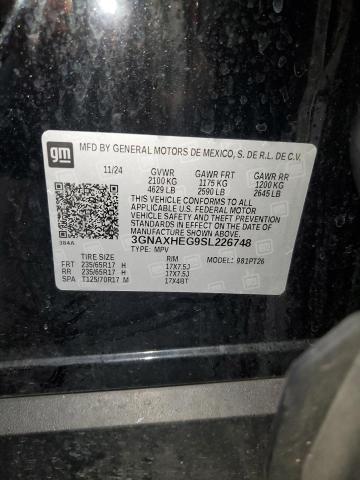 gm
MFD BY GENERAL MOTORS DE MEXICO, S. DE R.L. DE C.V.
11/24 GVWR GAWR FRT GAWR RR
2100 KG 1175 KG 1200 KG
4629 LB 2590 LB 2645 LB
THIS VEHICLE CONFORMS TO ALL
APPLICABLE U.S. FEDERAL MOTOR
VEHICLE SAFETY, BUMPER, AND THEFT
PREVENTION STANDARDS IN EFFECT ON
THE DATE OF MANUFACTURE SHOWN ABOVE.
384A 3GNAXHEG9SL226748
TYPE: MPV MODEL: 981PT26
TIRE SIZE RIM
FRT 235/65R17 H 17X7.5J
RR 235/65R17 H 17X7.5J
SPA T125/70R17 M 17X4BT